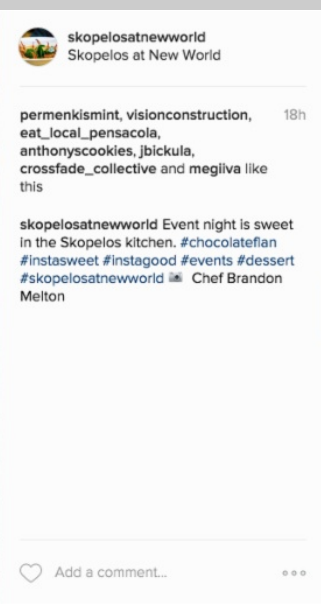 skopelosatnewworld
Skopelos at New World
permenkismint, visionconstruction, 18h
eat_local_pensacola,
anthonyscookies, jbickula,
crossfade_collective and megiiva like
this
skopelosatnewworld Event night is sweet
in the Skopelos kitchen. #chocolateflan
#instasweet #instagood #events #dessert
#skopelosatnewworld 📷 Chef Brandon
Melton
Add a comment...